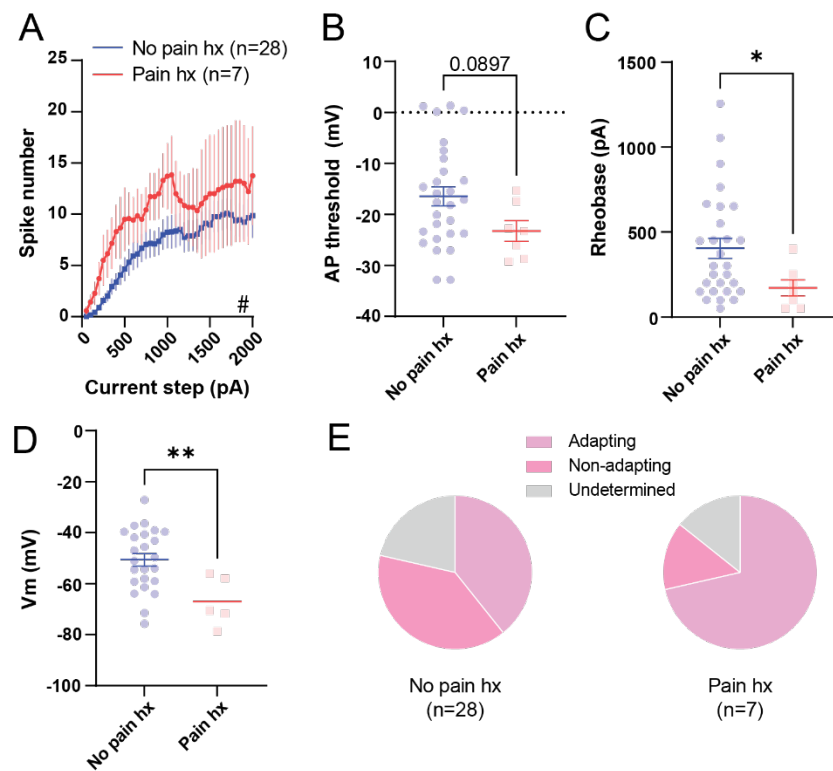 A
No pain hx (n=28)
Pain hx (n=7)
25
20
15
10
5
0
Spike number
0
500
1000
1500
2000
#
Current step (pA)
B
0.0897
10
0
-10
-20
-30
-40
AP threshold (mV)
No pain hx
Pain hx
C
*
1500
1000
500
0
Rheobase (pA)
No pain hx
Pain hx
D
**
0
-20
-40
-60
-80
-100
Vm (mV)
No pain hx
Pain hx
E
Adapting
Non-adapting
Undetermined
No pain hx
(n=28)
Pain hx
(n=7)